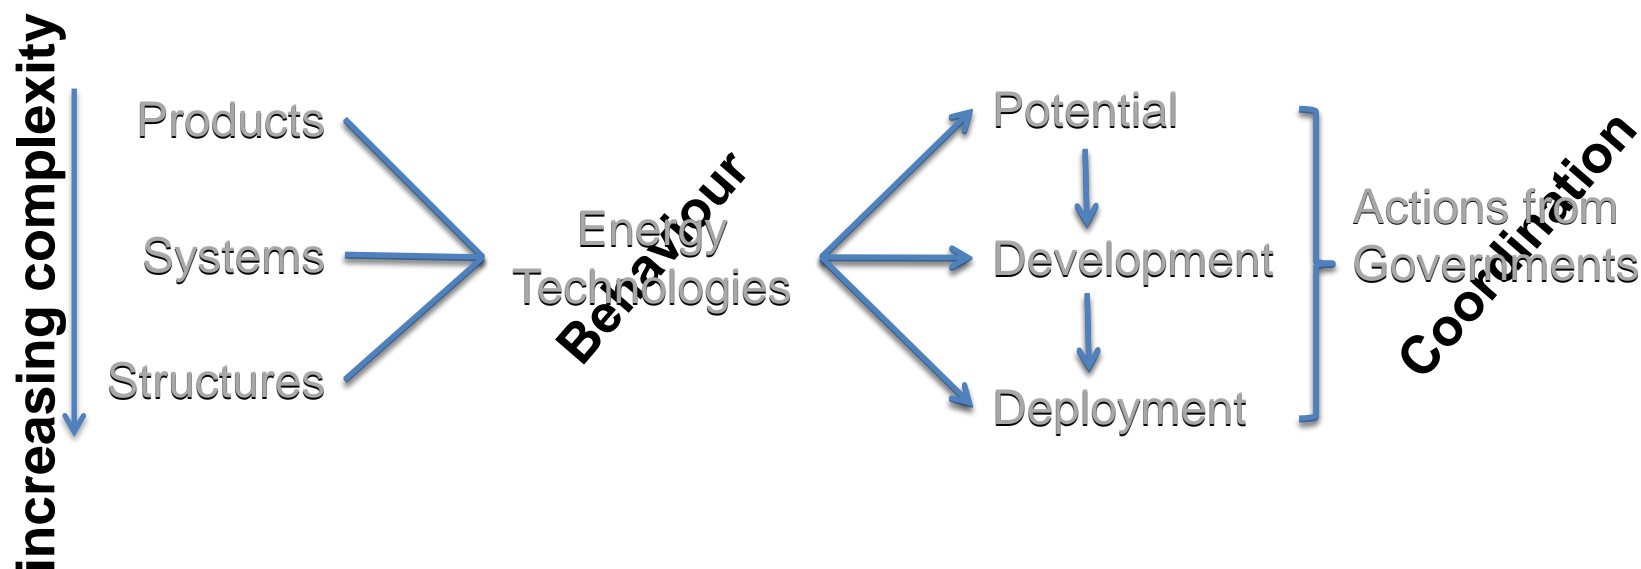 increasing complexity
Products
Systems
Structures
Energy
Technologies
Behaviour
Potential
Development
Deployment
Actions from
Governments
Coordination